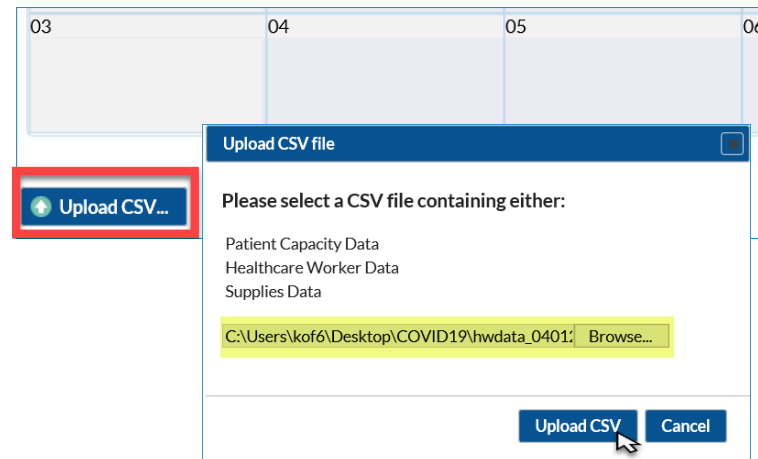 03 04 05
Upload CSV...
Upload CSV file
Please select a CSV file containing either:
Patient Capacity Data
Healthcare Worker Data
Supplies Data
C:\Users\kof6\Desktop\COVID19\hwdata_0401 Browse...
Upload CSV Cancel